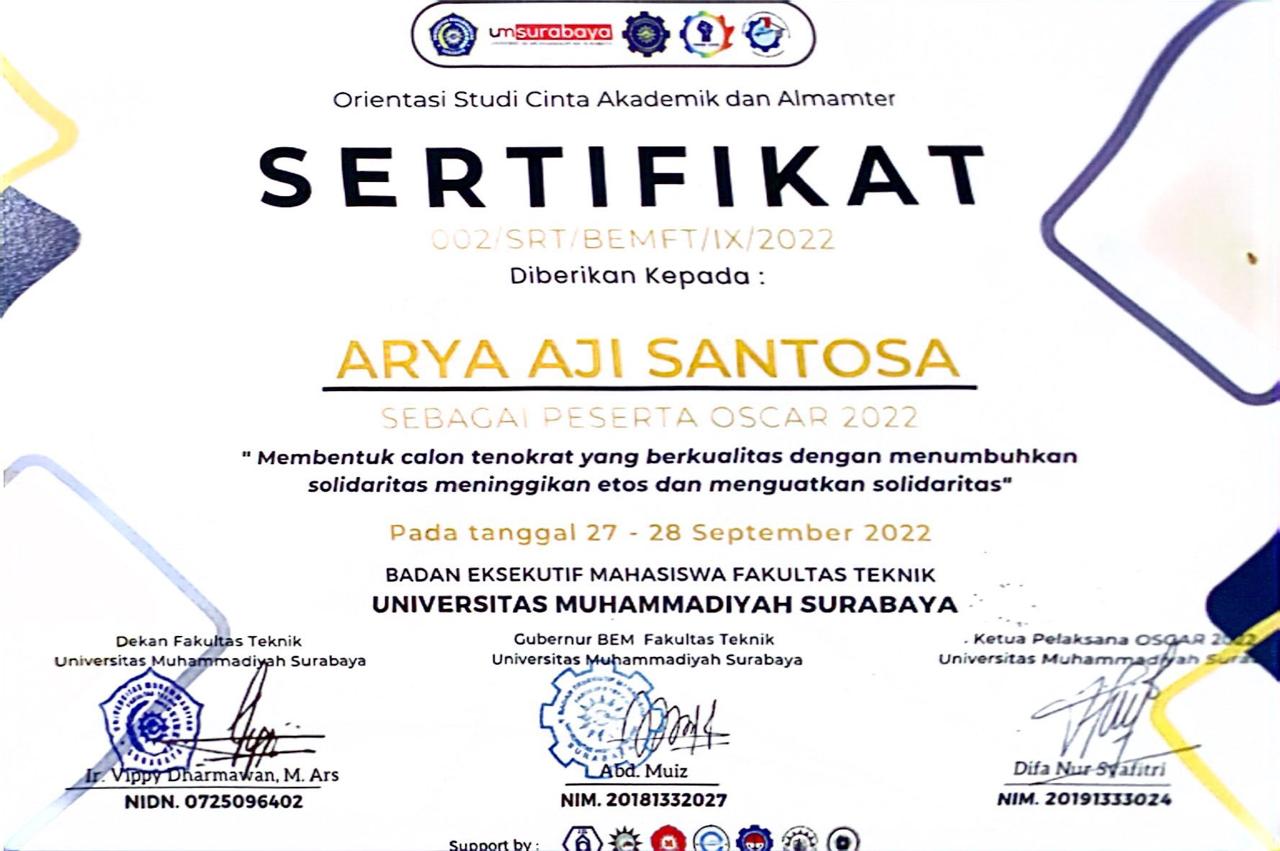 umsurabaya
Orientasi Studi Cinta Akademik dan Almamter
SERTIFIKAT
002/SRT/BEMFT/IX/2022
Diberikan Kepada :
ARYA AJI SANTOSA
SEBAGAI PESERTA OSCAR 2022
" Membentuk calon tenokrat yang berkualitas dengan menumbuhkan
solidaritas meninggikan etos dan menguatkan solidaritas"
Pada tanggal 27 - 28 September 2022
BADAN EKSEKUTIF MAHASISWA FAKULTAS TEKNIK
UNIVERSITAS MUHAMMADIYAH SURABAYA
Dekan Fakultas Teknik
Universitas Muhammadiyah Surabaya
Ir. Vippy Dharmawan, M. Ars
NIDN. 0725096402
Gubernur BEM Fakultas Teknik
Universitas Muhammadiyah Surabaya
SURABAYA
Abd. Muiz
NIM. 20181332027
Ketua Pelaksana OSCAR 2022
Universitas Muhammadiyah Sura
Difa Nur Syafitri
NIM. 20191333024
Support by :